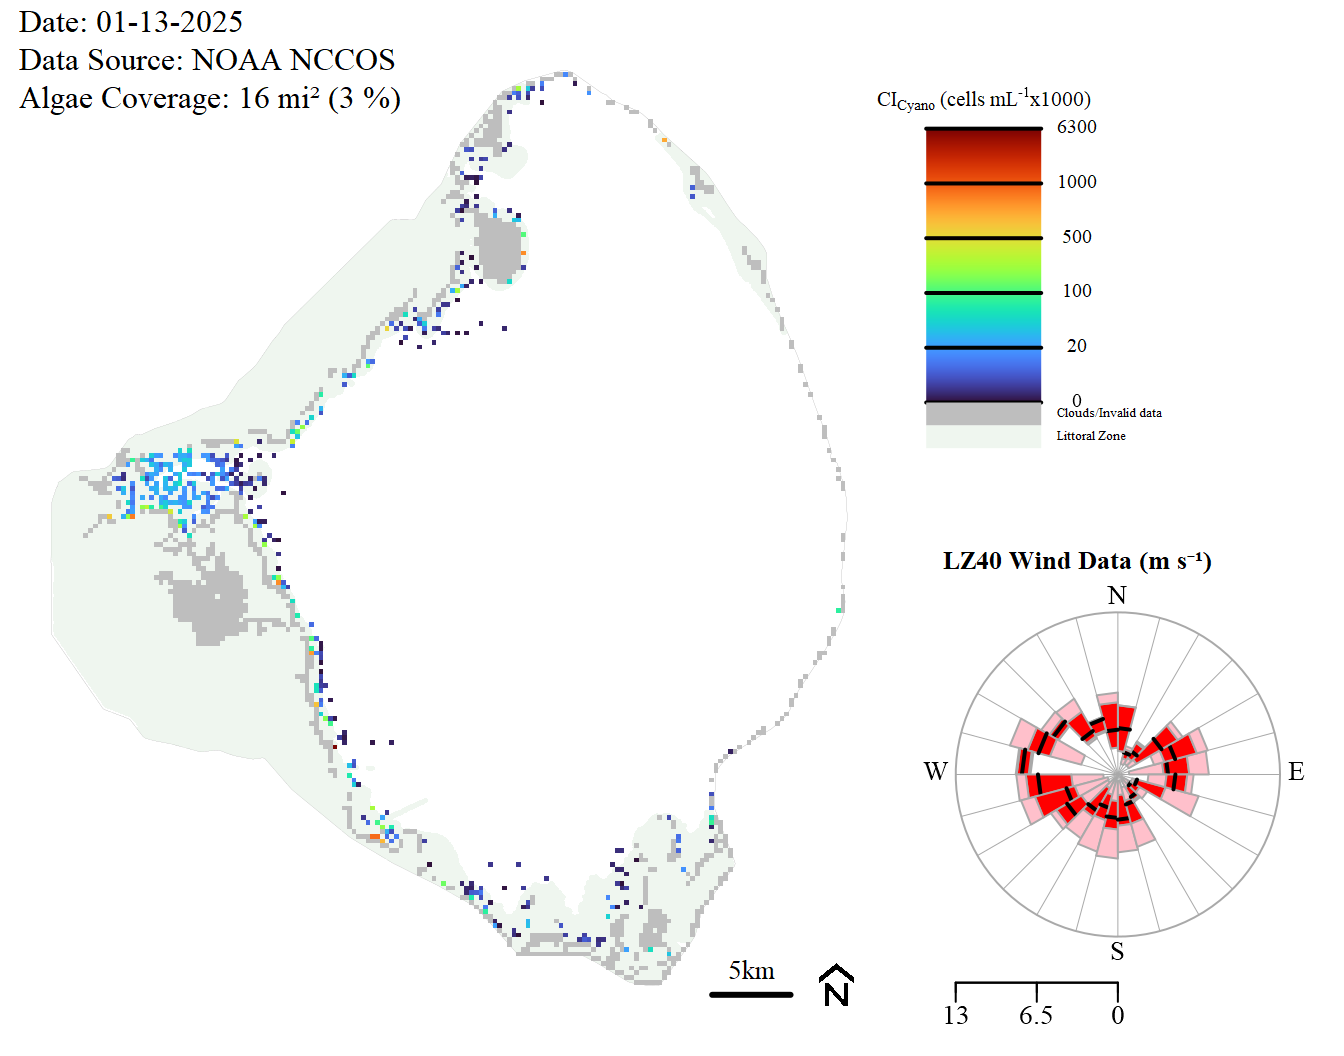 Date: 01-13-2025
Data Source: NOAA NCCOS
Algae Coverage: 16 mi² (3 %)
CICyano (cells mL-1x1000)
6300
1000
500
100
20
0
Clouds/Invalid data
Littoral Zone
LZ40 Wind Data (m s⁻¹)
N
W
E
S
5km
N
13
6.5
0